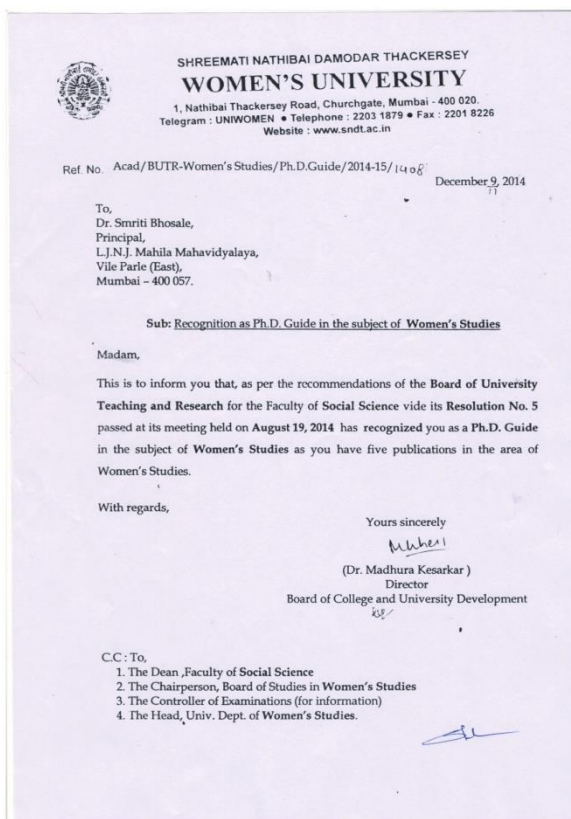 SHREEMATI NATHIBAI DAMODAR THACKERSEY
WOMEN'S UNIVERSITY
1, Nathibai Thackersey Road, Churchgate, Mumbai - 400 020.
Telegram : UNIWOMEN ● Telephone : 2203 1879 ● Fax : 2201 8226
Website : www.sndt.ac.in
Ref. No. Acad/BUTR-Women's Studies/Ph.D.Guide/2014-15/1408
December 9, 2014
To,
Dr. Smriti Bhosale,
Principal,
L.J.N.J. Mahila Mahavidyalaya,
Vile Parle (East),
Mumbai – 400 057.
Sub: Recognition as Ph.D. Guide in the subject of Women's Studies
Madam,
This is to inform you that, as per the recommendations of the Board of University
Teaching and Research for the Faculty of Social Science vide its Resolution No. 5
passed at its meeting held on August 19, 2014 has recognized you as a Ph.D. Guide
in the subject of Women's Studies as you have five publications in the area of
Women's Studies.
With regards,
Yours sincerely
(Dr. Madhura Kesarkar )
Director
Board of College and University Development
C.C : To,
1. The Dean ,Faculty of Social Science
2. The Chairperson, Board of Studies in Women's Studies
3. The Controller of Examinations (for information)
4. The Head, Univ. Dept. of Women's Studies.